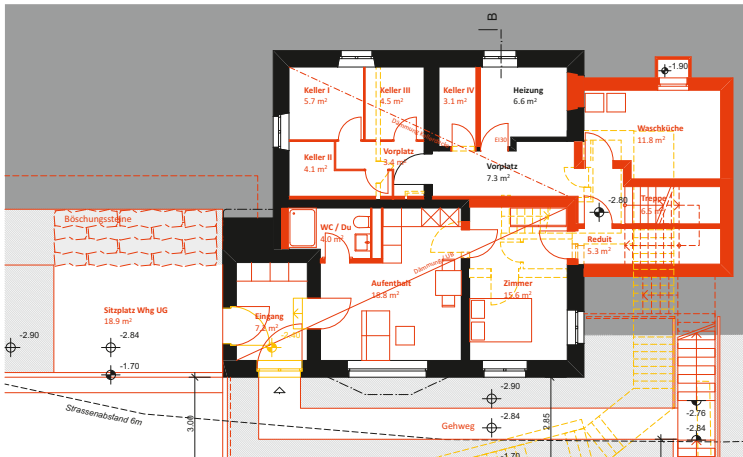 B
-1.90
Keller I
5.7 m²
Keller III
4.5 m²
Keller IV
3.1 m²
Heizung
6.6 m²
Waschküche
11.8 m²
EI30
Keller II
4.1 m²
Vorplatz
3.4 m²
Vorplatz
7.3 m²
-2.80
Treppe
6.5 m²
Böschungssteine
WC / Du
4.0 m²
Reduit
5.3 m²
Dämmung
Aufenthalt
18.8 m²
Zimmer
15.6 m²
Sitzplatz Whg UG
18.9 m²
Eingang
-2.90
-2.84
-1.70
Strassenabstand 6m
3.00
Gehweg
-2.90
-2.84
2.85
-2.76
-2.84
-1.70